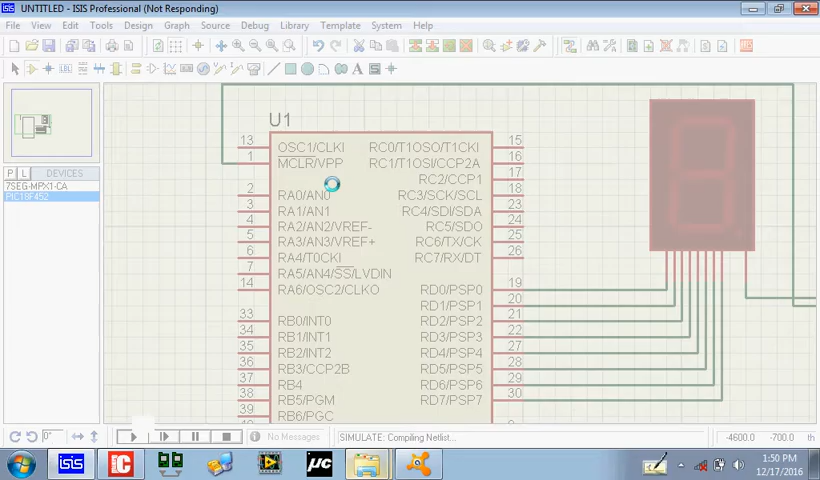 UNTITLED - ISIS Professional (Not Responding)
File View Edit Tools Design Graph Source Debug Library Template System Help
P L DEVICES
7SEG-MPX1-CA
PIC18F452
U1
13 OSC1/CLKI RC0/T1OSO/T1CKI 15
1 MCLR/VPP RC1/T1OSI/CCP2A 16
RC2/CCP1 17
2 RA0/AN0 RC3/SCK/SCL 18
3 RA1/AN1 RC4/SDI/SDA 23
4 RA2/AN2/VREF- RC5/SDO 24
5 RA3/AN3/VREF+ RC6/TX/CK 25
6 RA4/T0CKI RC7/RX/DT 26
7 RA5/AN4/SS/LVDIN
14 RA6/OSC2/CLKO RD0/PSP0 19
RD1/PSP1 20
33 RB0/INT0 RD2/PSP2 21
34 RB1/INT1 RD3/PSP3 22
35 RB2/INT2 RD4/PSP4 27
36 RB3/CCP2B RD5/PSP5 28
37 RB4 RD6/PSP6 29
38 RB5/PGM RD7/PSP7 30
39 RB6/PGC
0° No Messages SIMULATE: Compiling Netlist... -4600.0 -700.0 th
isis µC
1:50 PM
12/17/2016